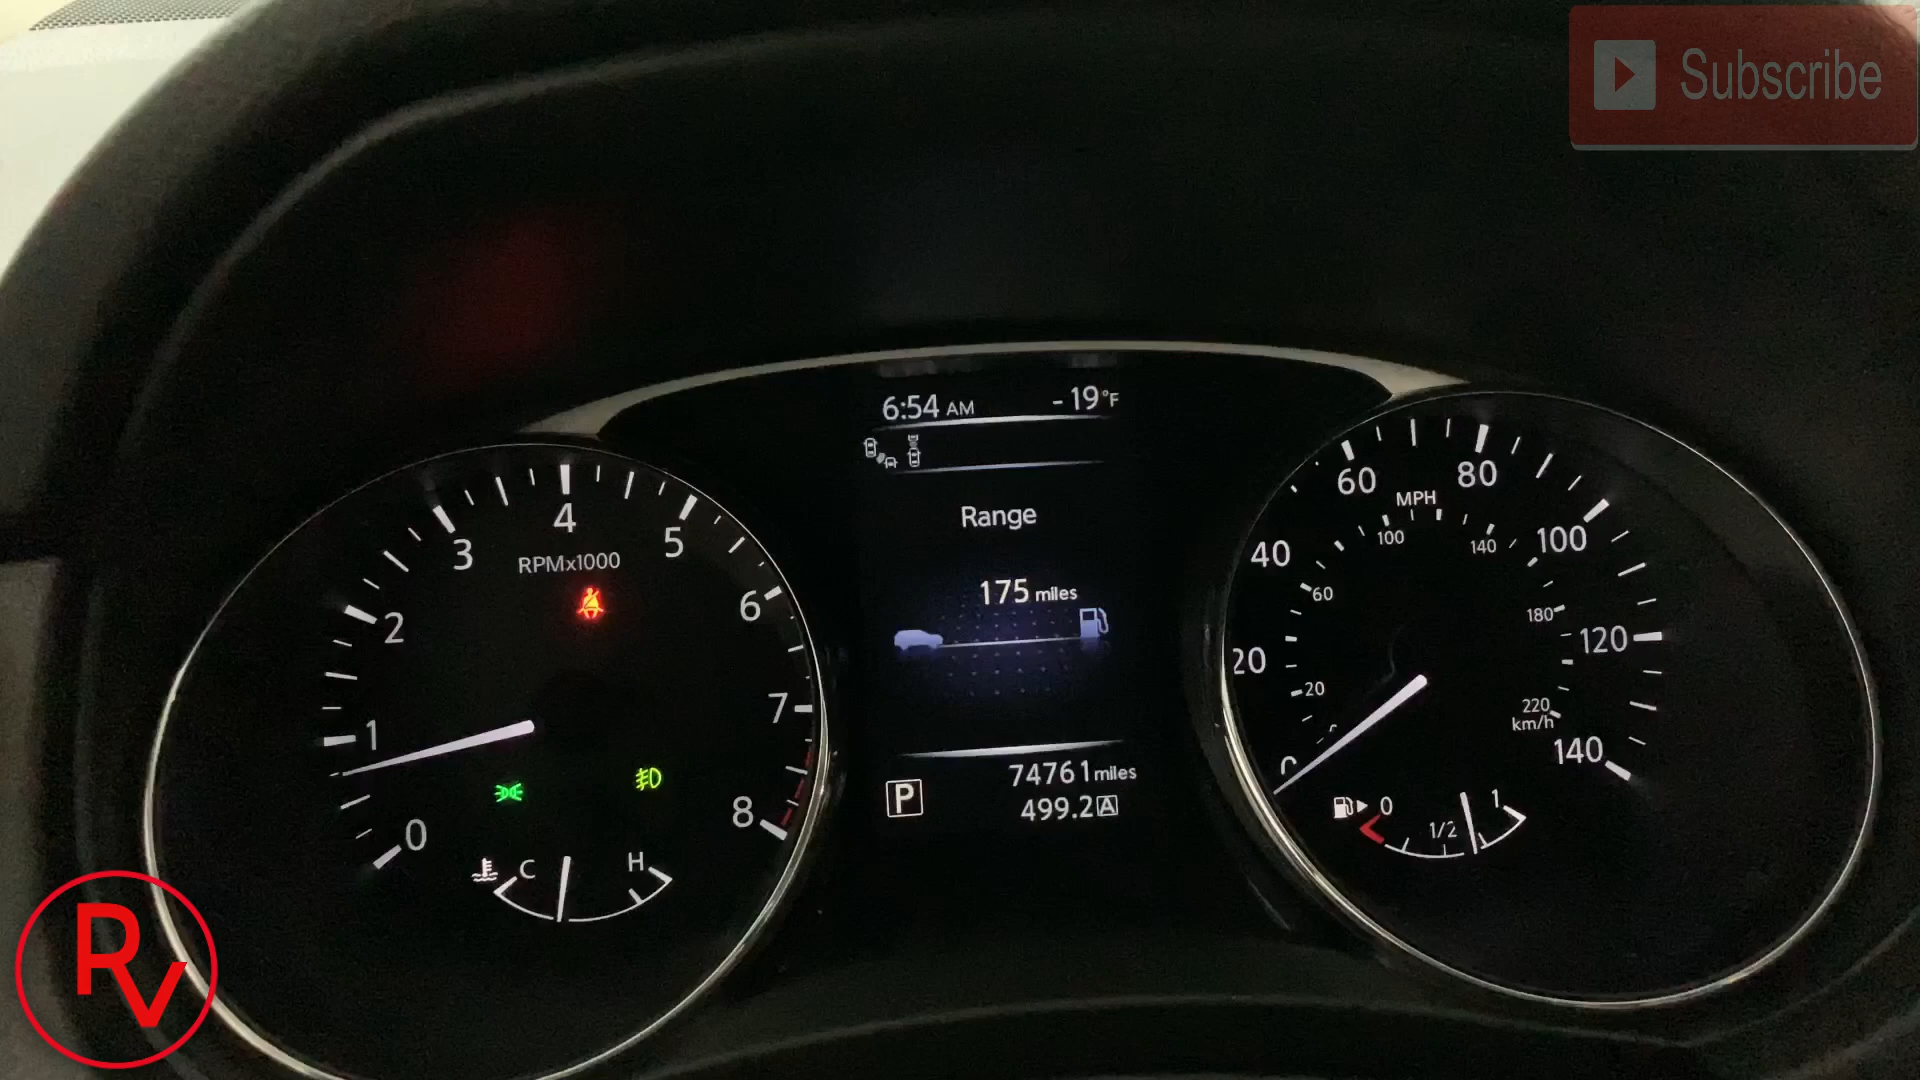 Subscribe
6:54 AM -19°F
Range
175 miles
74761 miles
P
499.2 A
0
1
2
3
4
5
6
7
8
RPMx1000
C H
20
40
60
80
100
120
140
MPH
20
60
100
140
180
220
km/h
0 1/2 1
RV